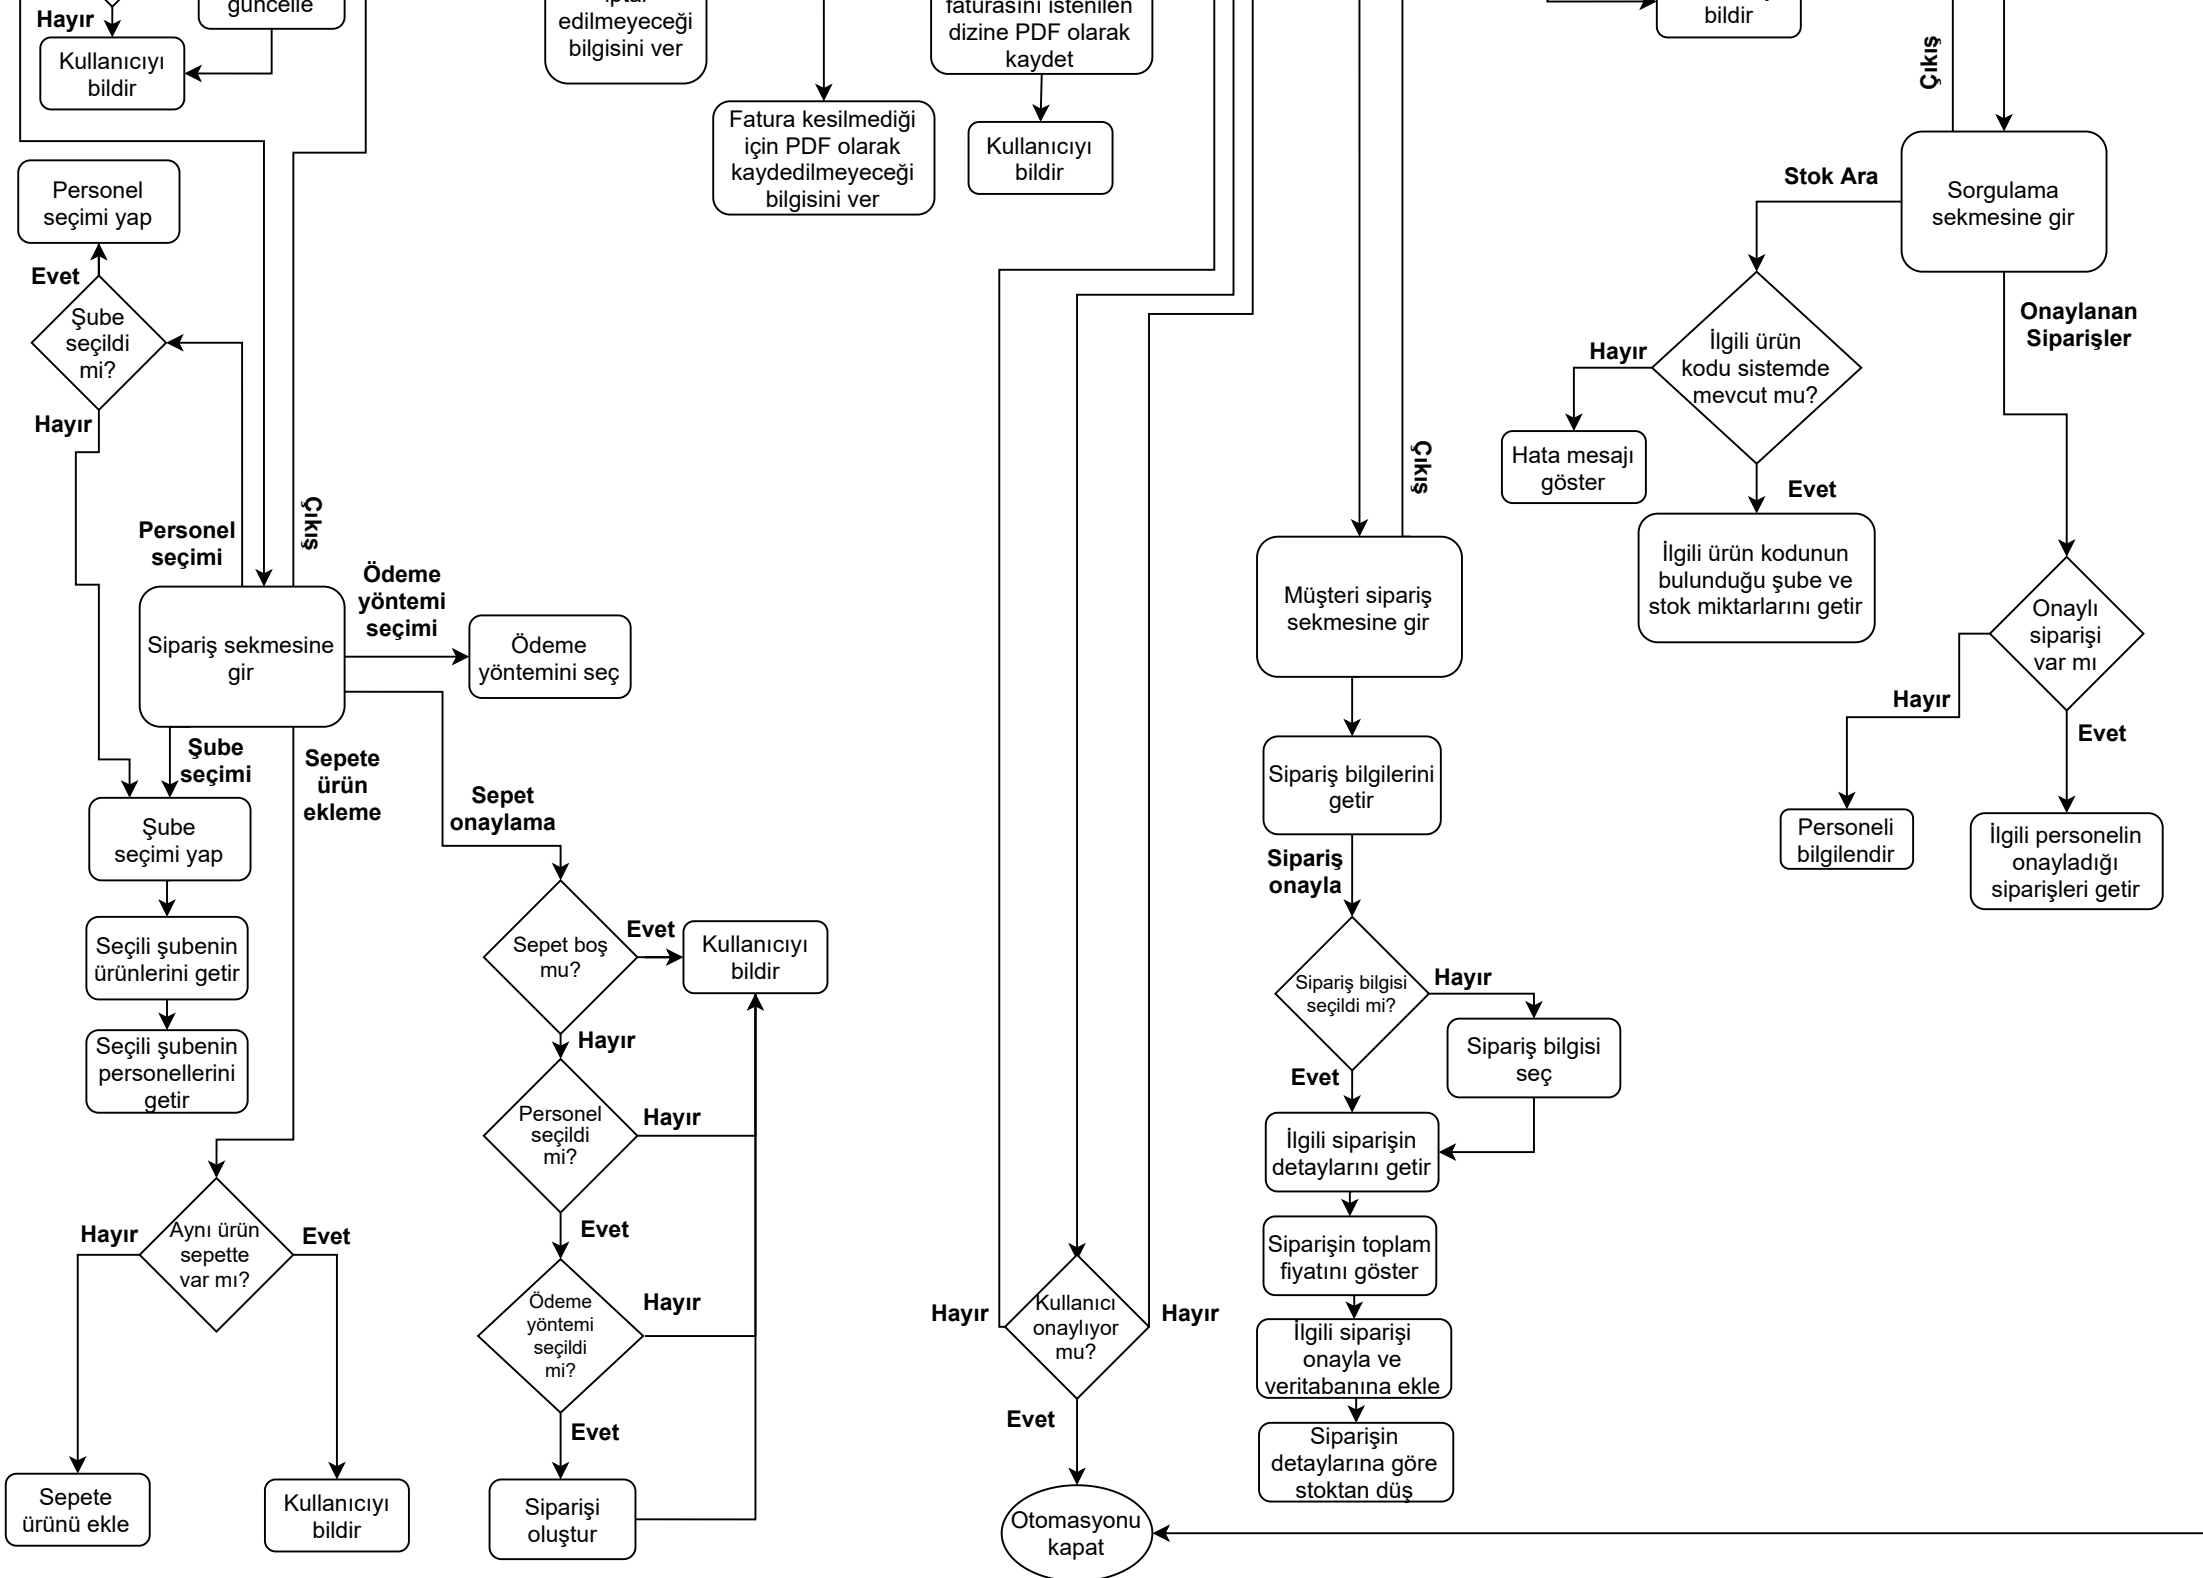 Hayır
güncelle
Kullanıcıyı
bildir
edilmeyeceği
bilgisini ver
faturasını istenilen
dizine PDF olarak
kaydet
bildir
Çıkış
Fatura kesilmediği
için PDF olarak
kaydedilmeyeceği
bilgisini ver
Kullanıcıyı
bildir
Personel
seçimi yap
Evet
Şube
seçildi
mi?
Hayır
Personel
seçimi
Çıkış
Sipariş sekmesine
gir
Ödeme
yöntemi
seçimi
Ödeme
yöntemini seç
Şube
seçimi
Sepete
ürün
ekleme
Sepet
onaylama
Şube
seçimi yap
Seçili şubenin
ürünlerini getir
Seçili şubenin
personellerini
getir
Hayır
Aynı ürün
sepette
var mı?
Evet
Sepete
ürünü ekle
Kullanıcıyı
bildir
Sepet boş
mu?
Evet
Kullanıcıyı
bildir
Hayır
Personel
seçildi
mi?
Hayır
Evet
Ödeme
yöntemi
seçildi
mi?
Hayır
Evet
Siparişi
oluştur
Hayır
Kullanıcı
onaylıyor
mu?
Hayır
Evet
Otomasyonu
kapat
Çıkış
Müşteri sipariş
sekmesine gir
Sipariş bilgilerini
getir
Sipariş
onayla
Sipariş bilgisi
seçildi mi?
Hayır
Sipariş bilgisi
seç
Evet
İlgili siparişin
detaylarını getir
Siparişin toplam
fiyatını göster
İlgili siparişi
onayla ve
veritabanına ekle
Siparişin
detaylarına göre
stoktan düş
Stok Ara
Sorgulama
sekmesine gir
Onaylanan
Siparişler
Hayır
İlgili ürün
kodu sistemde
mevcut mu?
Hata mesajı
göster
Evet
İlgili ürün kodunun
bulunduğu şube ve
stok miktarlarını getir
Onaylı
siparişi
var mı
Hayır
Evet
Personeli
bilgilendir
İlgili personelin
onayladığı
siparişleri getir